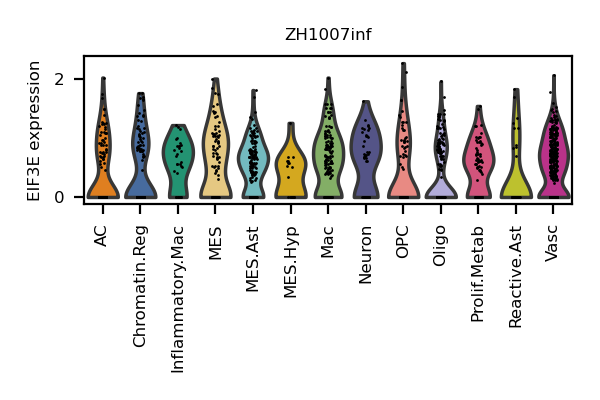 ZH1007inf
EIF3E expression
2
0
AC
Chromatin.Reg
Inflammatory.Mac
MES
MES.Ast
MES.Hyp
Mac
Neuron
OPC
Oligo
Prolif.Metab
Reactive.Ast
Vasc